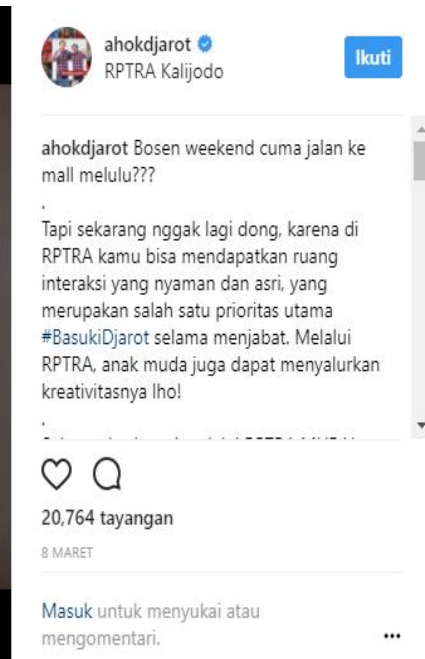 ahokdjarot
RPTRA Kalijodo
Ikuti
ahokdjarot Bosen weekend cuma jalan ke
mall melulu???
.
Tapi sekarang nggak lagi dong, karena di
RPTRA kamu bisa mendapatkan ruang
interaksi yang nyaman dan asri, yang
merupakan salah satu prioritas utama
#BasukiDjarot selama menjabat. Melalui
RPTRA, anak muda juga dapat menyalurkan
kreativitasnya lho!
.
20,764 tayangan
8 MARET
Masuk untuk menyukai atau
mengomentari.